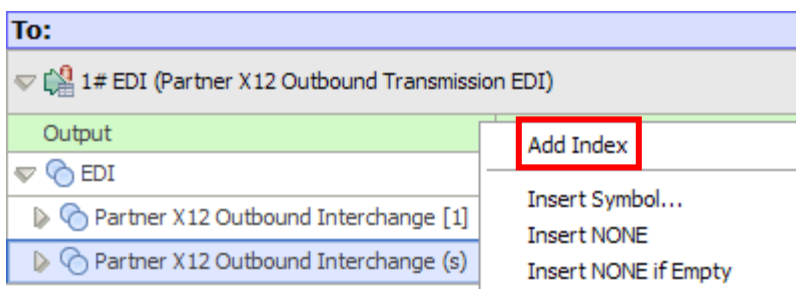 To:
1# EDI (Partner X12 Outbound Transmission EDI)
Output
Add Index
EDI
Insert Symbol...
Partner X12 Outbound Interchange [1]
Insert NONE
Partner X12 Outbound Interchange (s)
Insert NONE if Empty